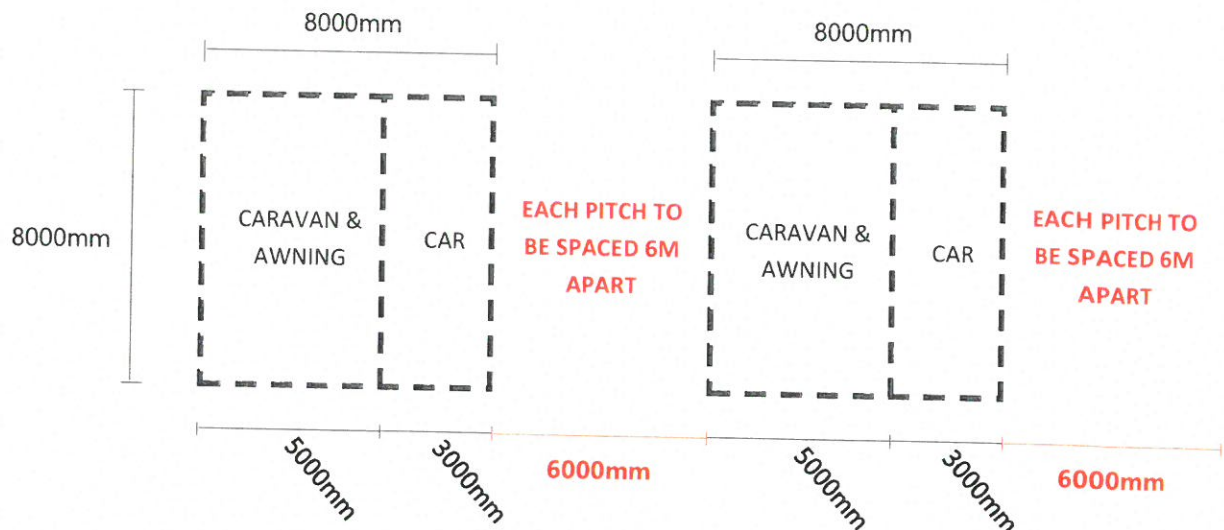 8000mm
8000mm
8000mm
CARAVAN &
AWNING
CAR
EACH PITCH TO
BE SPACED 6M
APART
CARAVAN &
AWNING
CAR
EACH PITCH TO
BE SPACED 6M
APART
5000mm
3000mm
6000mm
5000mm
3000mm
6000mm